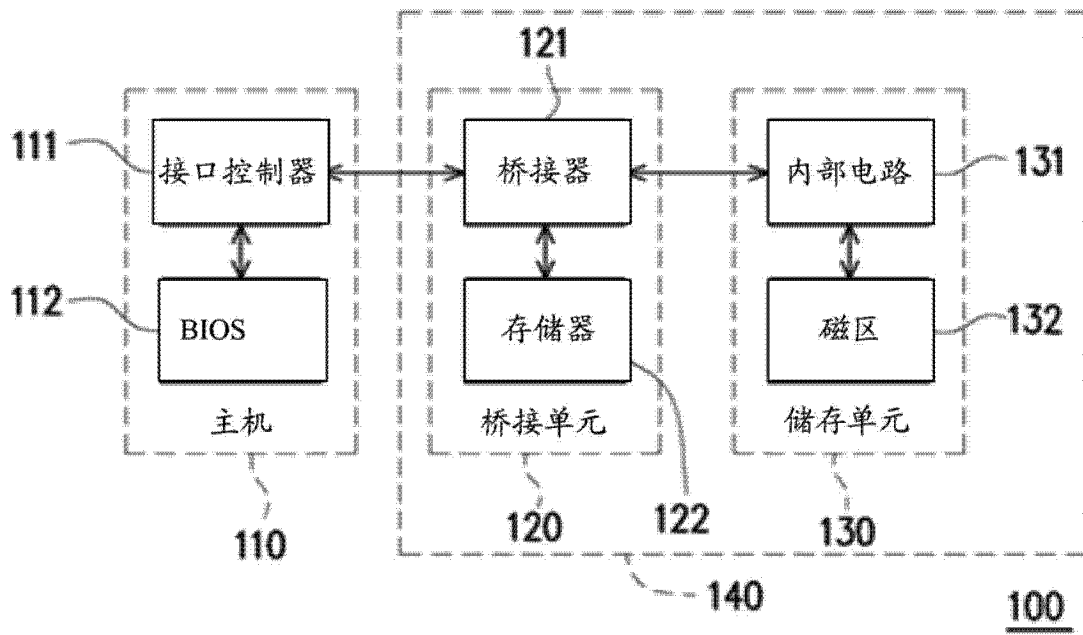 121
111
接口控制器
桥接器
内部电路
131
112
BIOS
存储器
磁区
132
主机
桥接单元
储存单元
110
120
122
130
140
100